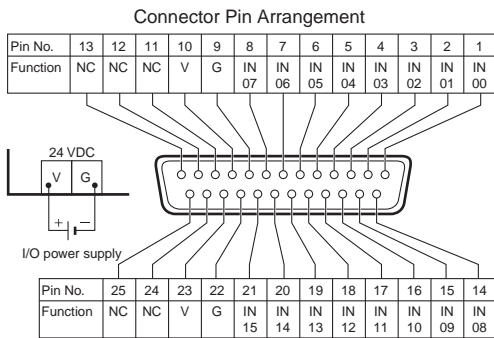 Connector Pin Arrangement
Pin No. 13 12 11 10 9 8 7 6 5 4 3 2 1
Function NC NC NC V G IN 07 IN 06 IN 05 IN 04 IN 03 IN 02 IN 01 IN 00
24 VDC
V G
+ −
I/O power supply
Pin No. 25 24 23 22 21 20 19 18 17 16 15 14
Function NC NC V G IN 15 IN 14 IN 13 IN 12 IN 11 IN 10 IN 09 IN 08